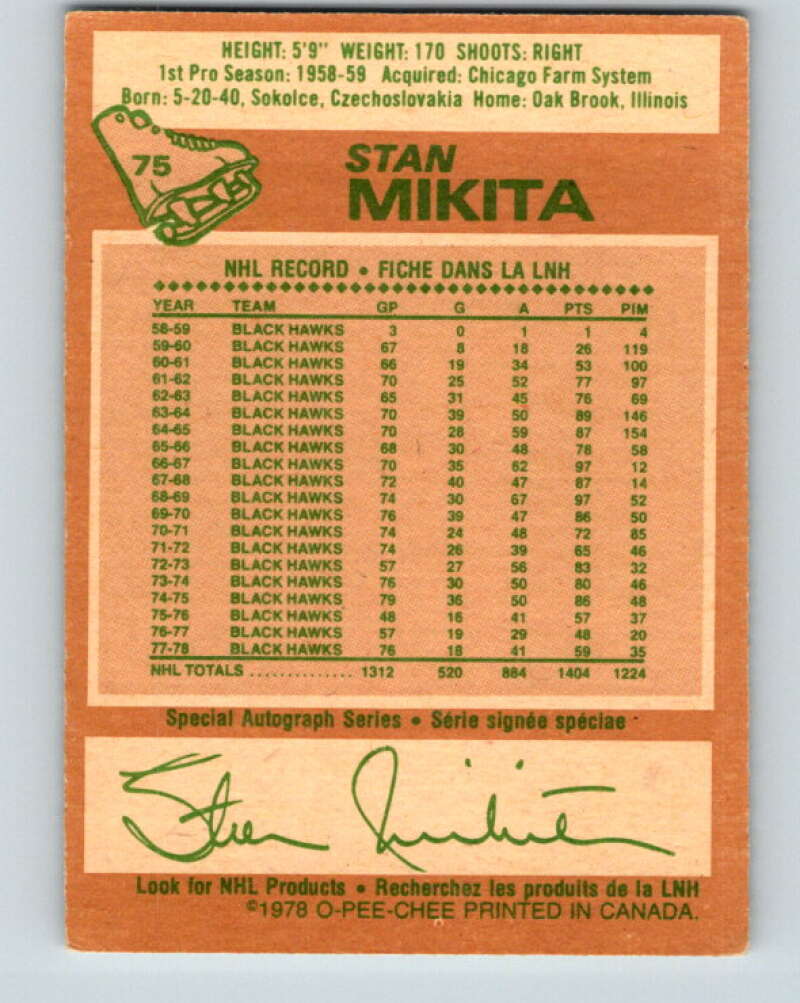 HEIGHT: 5'9" WEIGHT: 170 SHOOTS: RIGHT
1st Pro Season: 1958-59 Acquired: Chicago Farm System
Born: 5-20-40, Sokolce, Czechoslovakia Home: Oak Brook, Illinois
75
STAN
MIKITA
NHL RECORD • FICHE DANS LA LNH
YEAR TEAM GP G A PTS PIM
58-59 BLACK HAWKS 3 0 1 1 4
59-60 BLACK HAWKS 67 8 18 26 119
60-61 BLACK HAWKS 66 19 34 53 100
61-62 BLACK HAWKS 70 25 52 77 97
62-63 BLACK HAWKS 65 31 45 76 69
63-64 BLACK HAWKS 70 39 50 89 146
64-65 BLACK HAWKS 70 28 59 87 154
65-66 BLACK HAWKS 68 30 48 78 58
66-67 BLACK HAWKS 70 35 62 97 12
67-68 BLACK HAWKS 72 40 47 87 14
68-69 BLACK HAWKS 74 30 67 97 52
69-70 BLACK HAWKS 76 39 47 86 50
70-71 BLACK HAWKS 74 24 48 72 85
71-72 BLACK HAWKS 74 26 39 65 46
72-73 BLACK HAWKS 57 27 56 83 32
73-74 BLACK HAWKS 76 30 50 80 46
74-75 BLACK HAWKS 79 36 50 86 48
75-76 BLACK HAWKS 48 16 41 57 37
76-77 BLACK HAWKS 57 19 29 48 20
77-78 BLACK HAWKS 76 18 41 59 35
NHL TOTALS .............. 1312 520 884 1404 1224
Special Autograph Series • Série signée spéciae
Stan Mikita
Look for NHL Products • Recherchez les produits de la LNH
©1978 O-PEE-CHEE PRINTED IN CANADA.